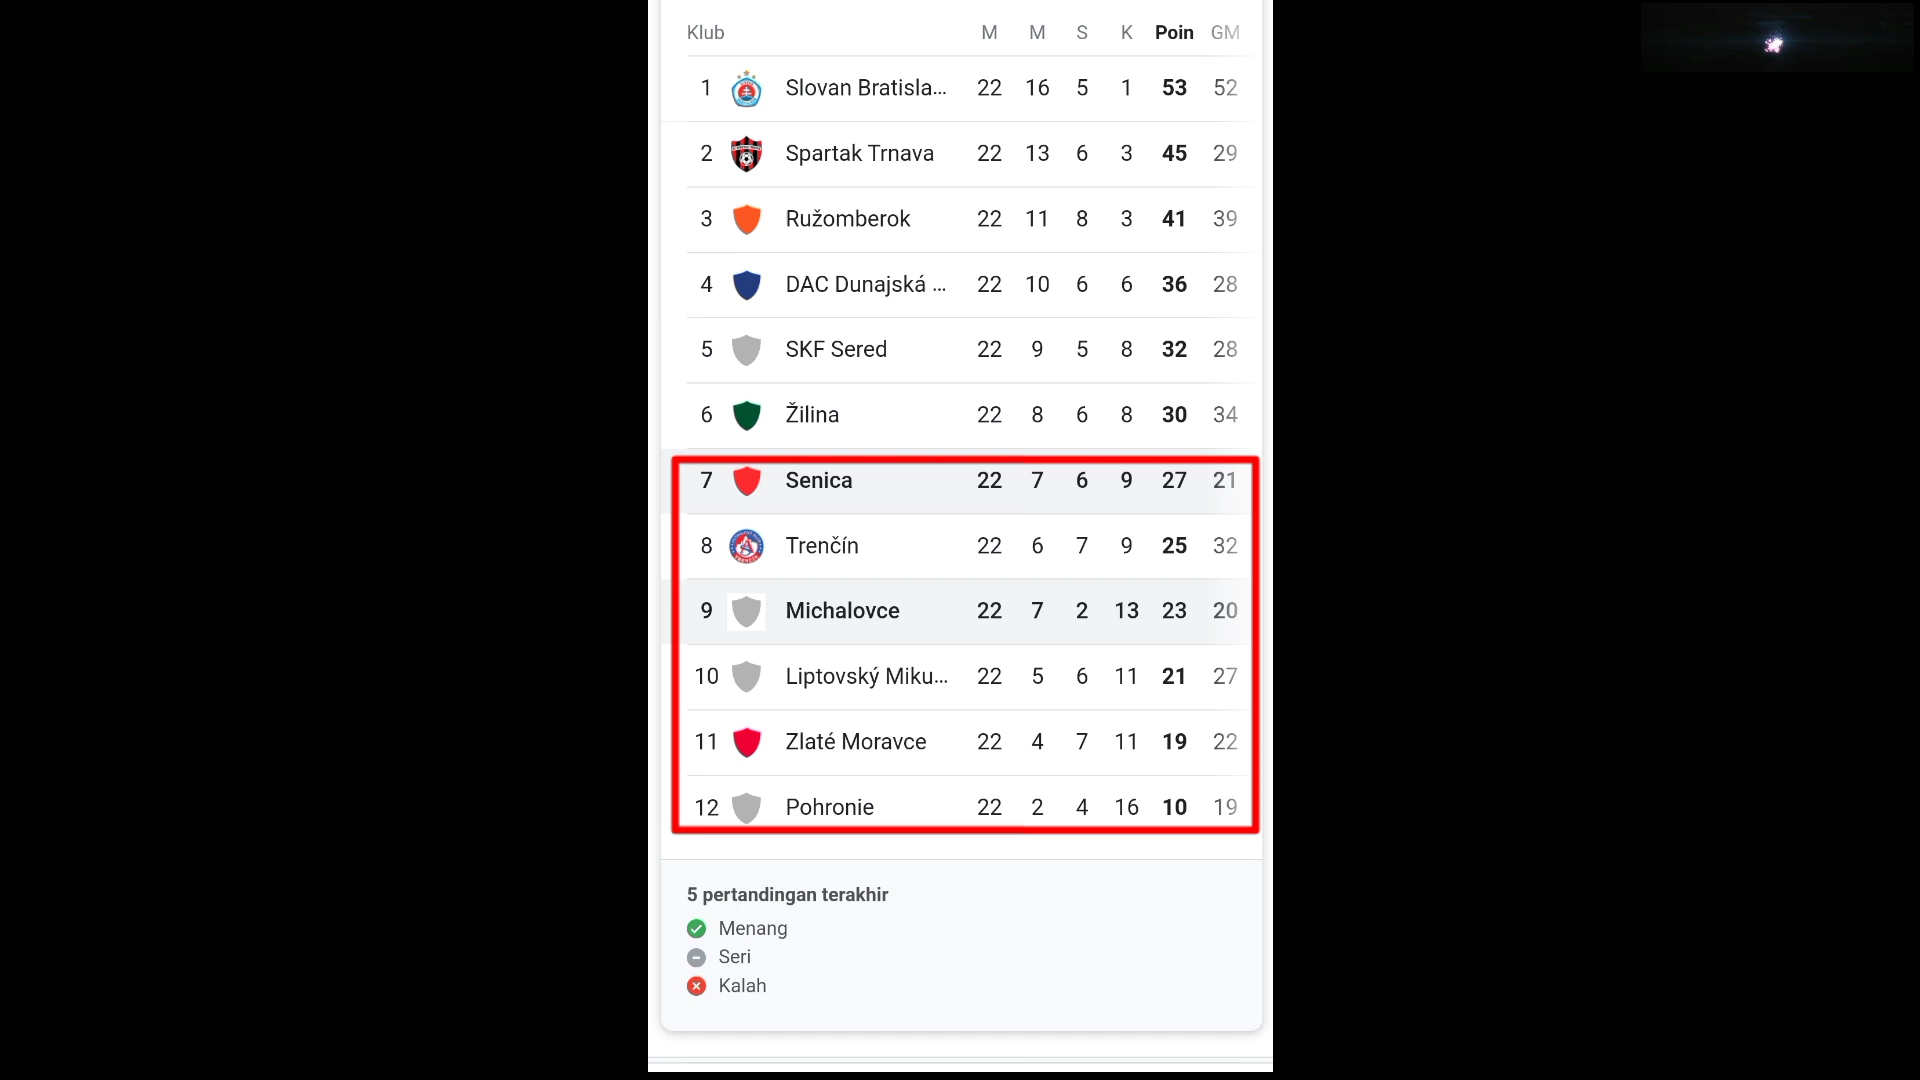 Klub M M S K Poin GM
1 Slovan Bratisla... 22 16 5 1 53 52
2 Spartak Trnava 22 13 6 3 45 29
3 Ružomberok 22 11 8 3 41 39
4 DAC Dunajská ... 22 10 6 6 36 28
5 SKF Sered 22 9 5 8 32 28
6 Žilina 22 8 6 8 30 34
7 Senica 22 7 6 9 27 21
8 Trenčín 22 6 7 9 25 32
9 Michalovce 22 7 2 13 23 20
10 Liptovský Miku... 22 5 6 11 21 27
11 Zlaté Moravce 22 4 7 11 19 22
12 Pohronie 22 2 4 16 10 19
5 pertandingan terakhir
Menang
Seri
Kalah